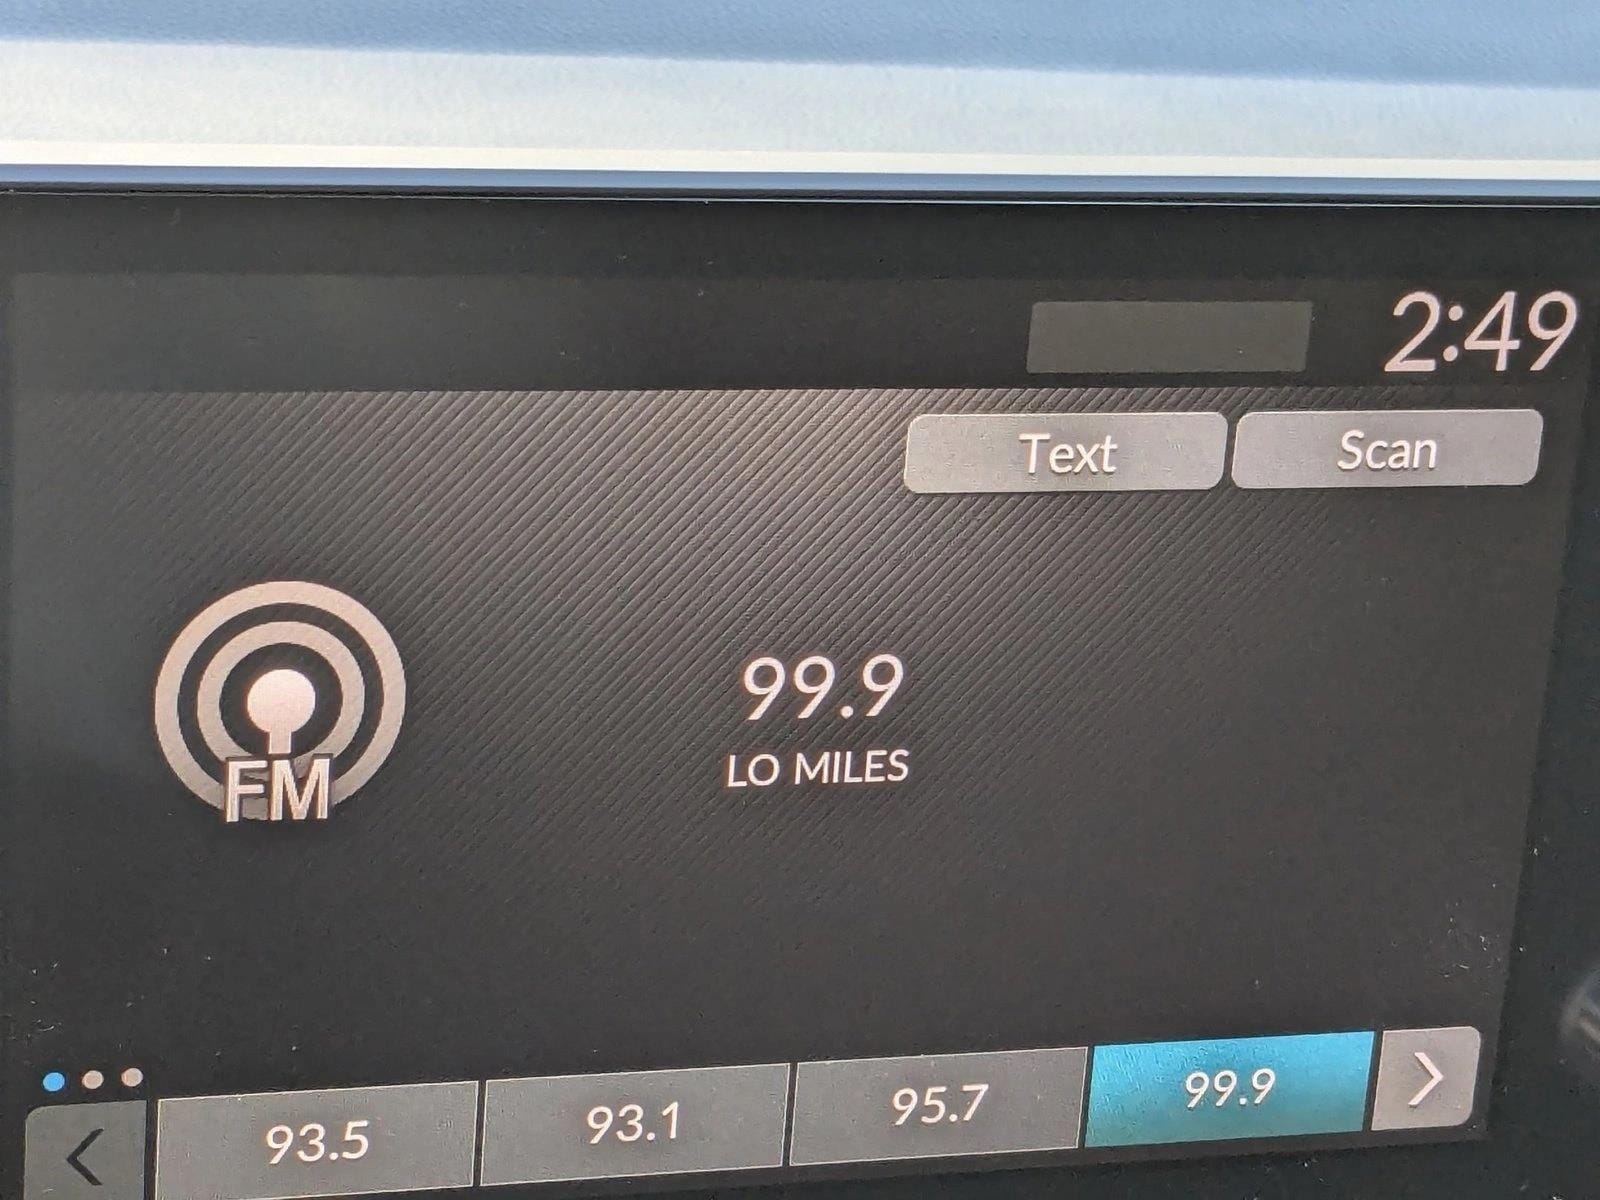 2:49
Text Scan
FM
99.9
LO MILES
93.5 93.1 95.7 99.9